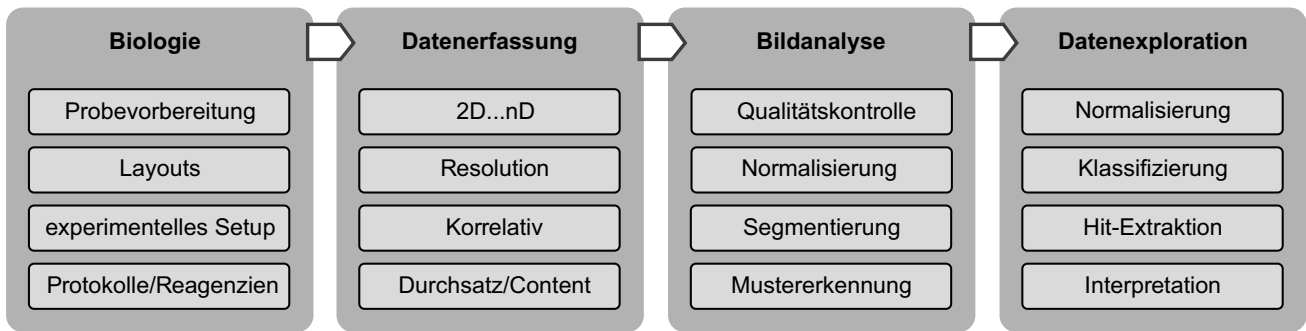 Biologie
Probevorbereitung
Layouts
experimentelles Setup
Protokolle/Reagenzien
Datenerfassung
2D...nD
Resolution
Korrelativ
Durchsatz/Content
Bildanalyse
Qualitätskontrolle
Normalisierung
Segmentierung
Mustererkennung
Datenexploration
Normalisierung
Klassifizierung
Hit-Extraktion
Interpretation